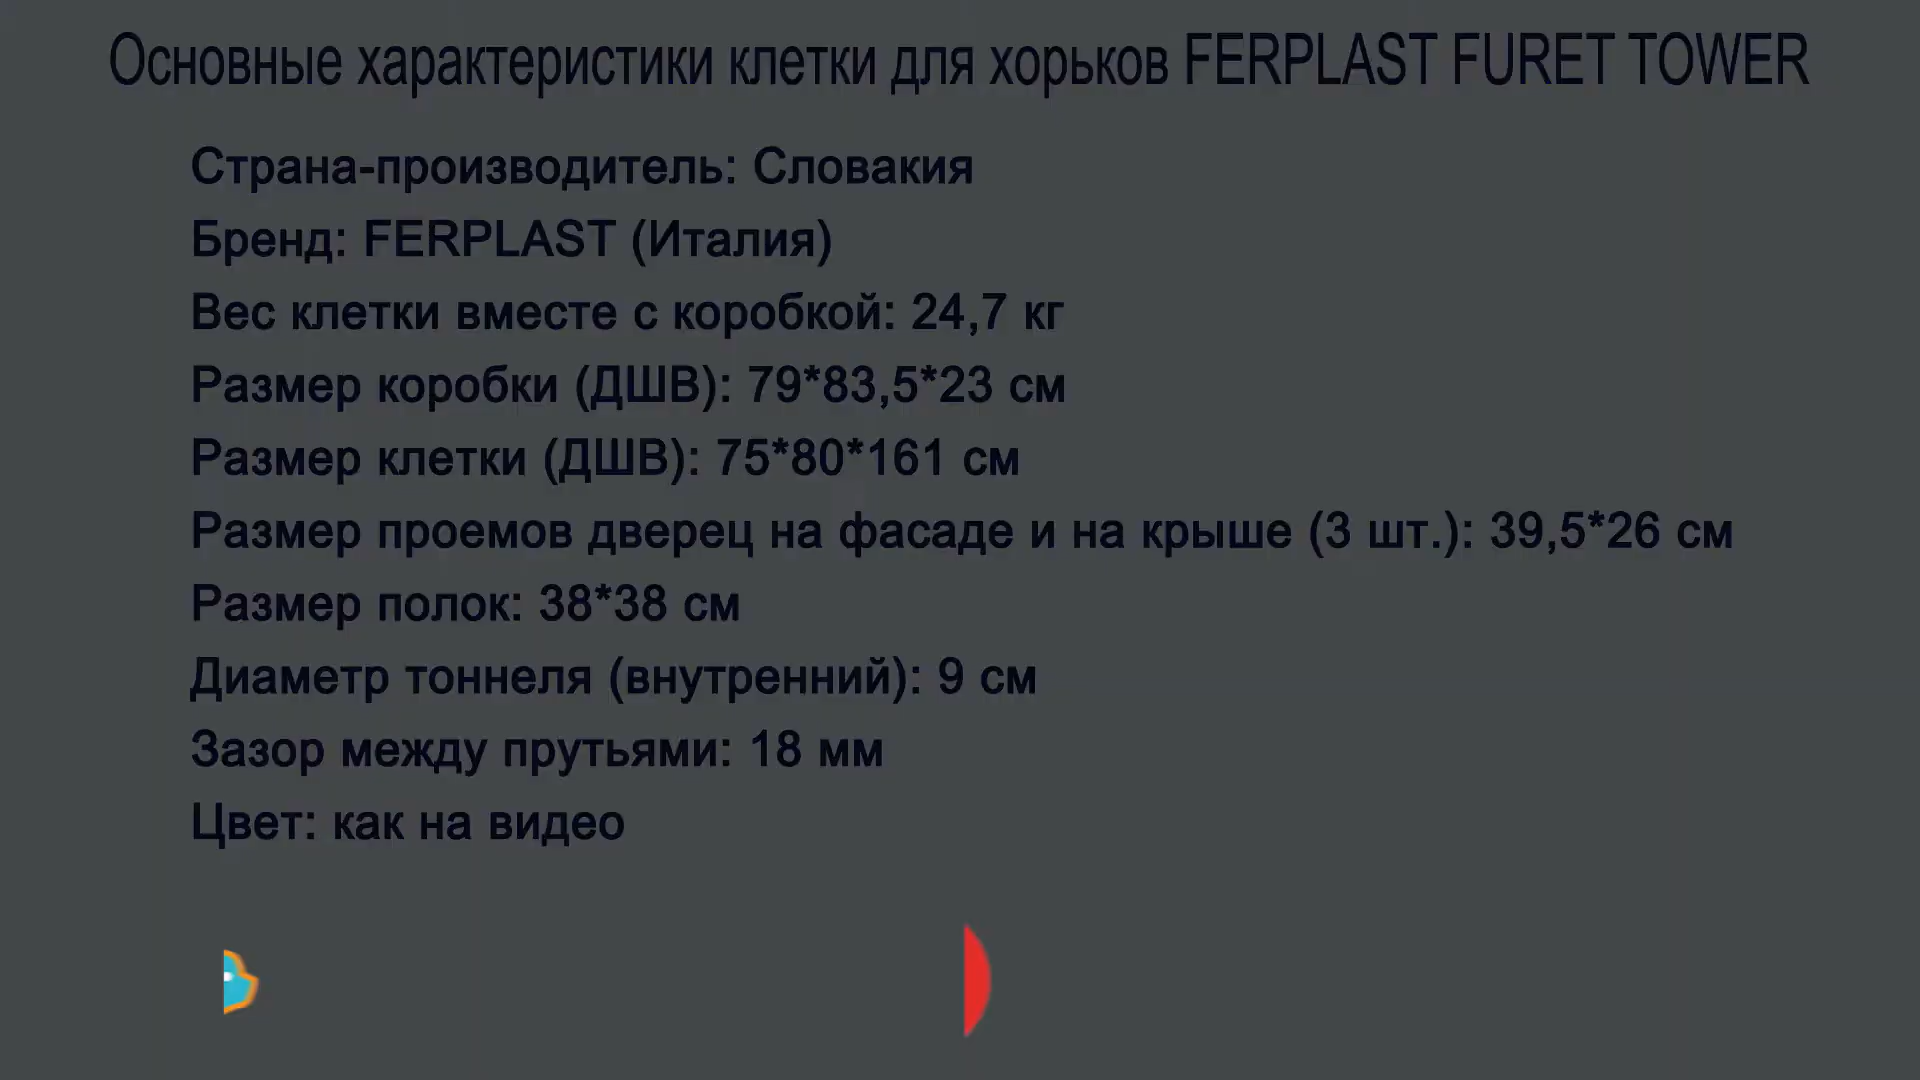 Основные характеристики клетки для хорьков FERPLAST FURET TOWER
Страна-производитель: Словакия
Бренд: FERPLAST (Италия)
Вес клетки вместе с коробкой: 24,7 кг
Размер коробки (ДШВ): 79*83,5*23 см
Размер клетки (ДШВ): 75*80*161 см
Размер проемов дверец на фасаде и на крыше (3 шт.): 39,5*26 см
Размер полок: 38*38 см
Диаметр тоннеля (внутренний): 9 см
Зазор между прутьями: 18 мм
Цвет: как на видео